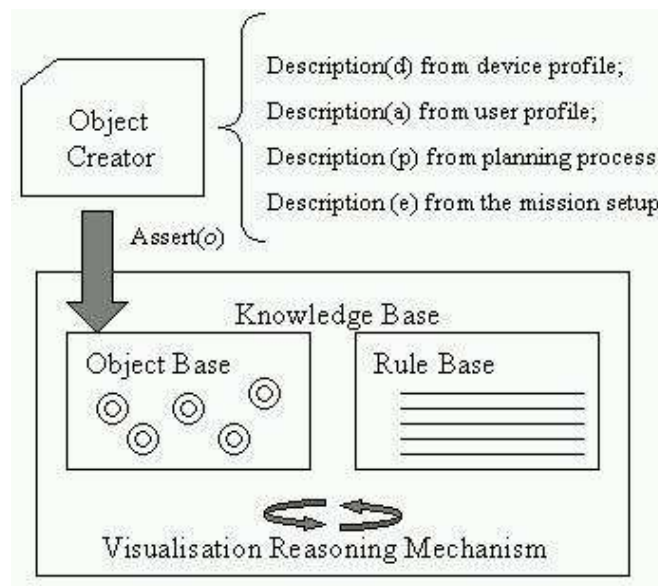 Description(d) from device profile;
Description(a) from user profile;
Description (p) from planning process
Description (e) from the mission setup
Object
Creator
Assert(o)
Knowledge Base
Object Base
Rule Base
Visualisation Reasoning Mechanism